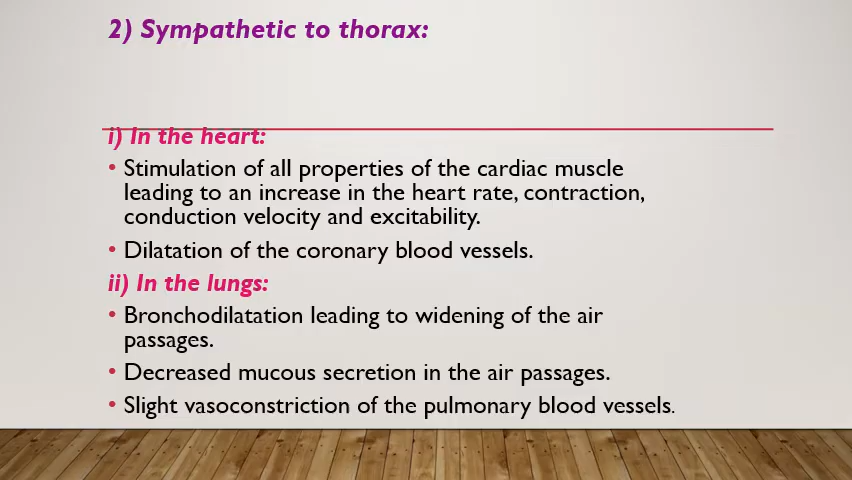 2) Sympathetic to thorax:
i) In the heart:
• Stimulation of all properties of the cardiac muscle
leading to an increase in the heart rate, contraction,
conduction velocity and excitability.
• Dilatation of the coronary blood vessels.
ii) In the lungs:
• Bronchodilatation leading to widening of the air
passages.
• Decreased mucous secretion in the air passages.
• Slight vasoconstriction of the pulmonary blood vessels.